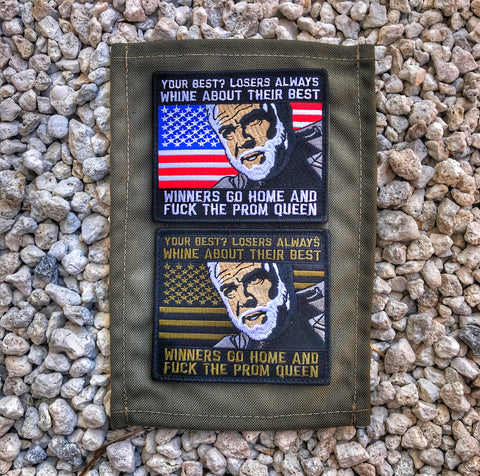 YOUR BEST? LOSERS ALWAYS
WHINE ABOUT THEIR BEST
WINNERS GO HOME AND
FUCK THE PROM QUEEN
YOUR BEST? LOSERS ALWAYS
WHINE ABOUT THEIR BEST
WINNERS GO HOME AND
FUCK THE PROM QUEEN